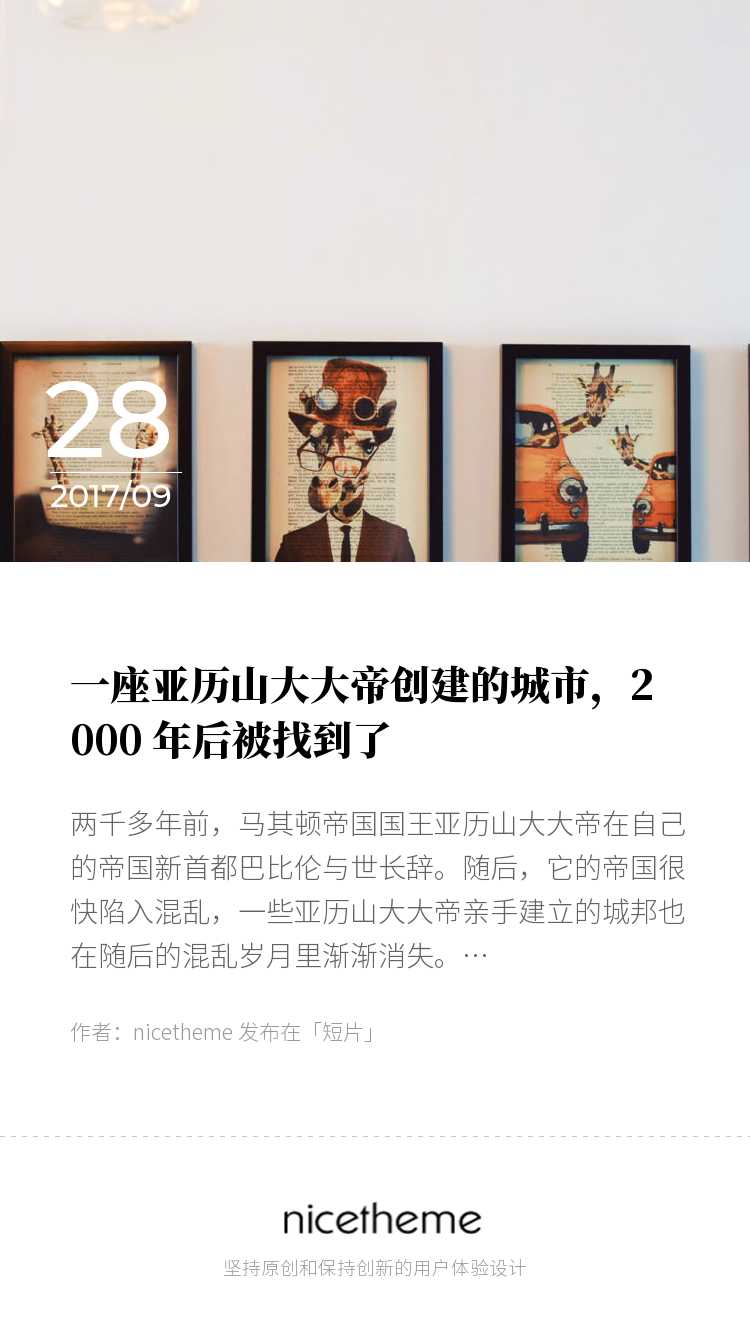 28
2017/09
一座亚历山大大帝创建的城市，2
000 年后被找到了
两千多年前，马其顿帝国国王亚历山大大帝在自己
的帝国新首都巴比伦与世长辞。随后，它的帝国很
快陷入混乱，一些亚历山大大帝亲手建立的城邦也
在随后的混乱岁月里渐渐消失。…
作者：nicetheme 发布在「短片」
nicetheme
坚持原创和保持创新的用户体验设计